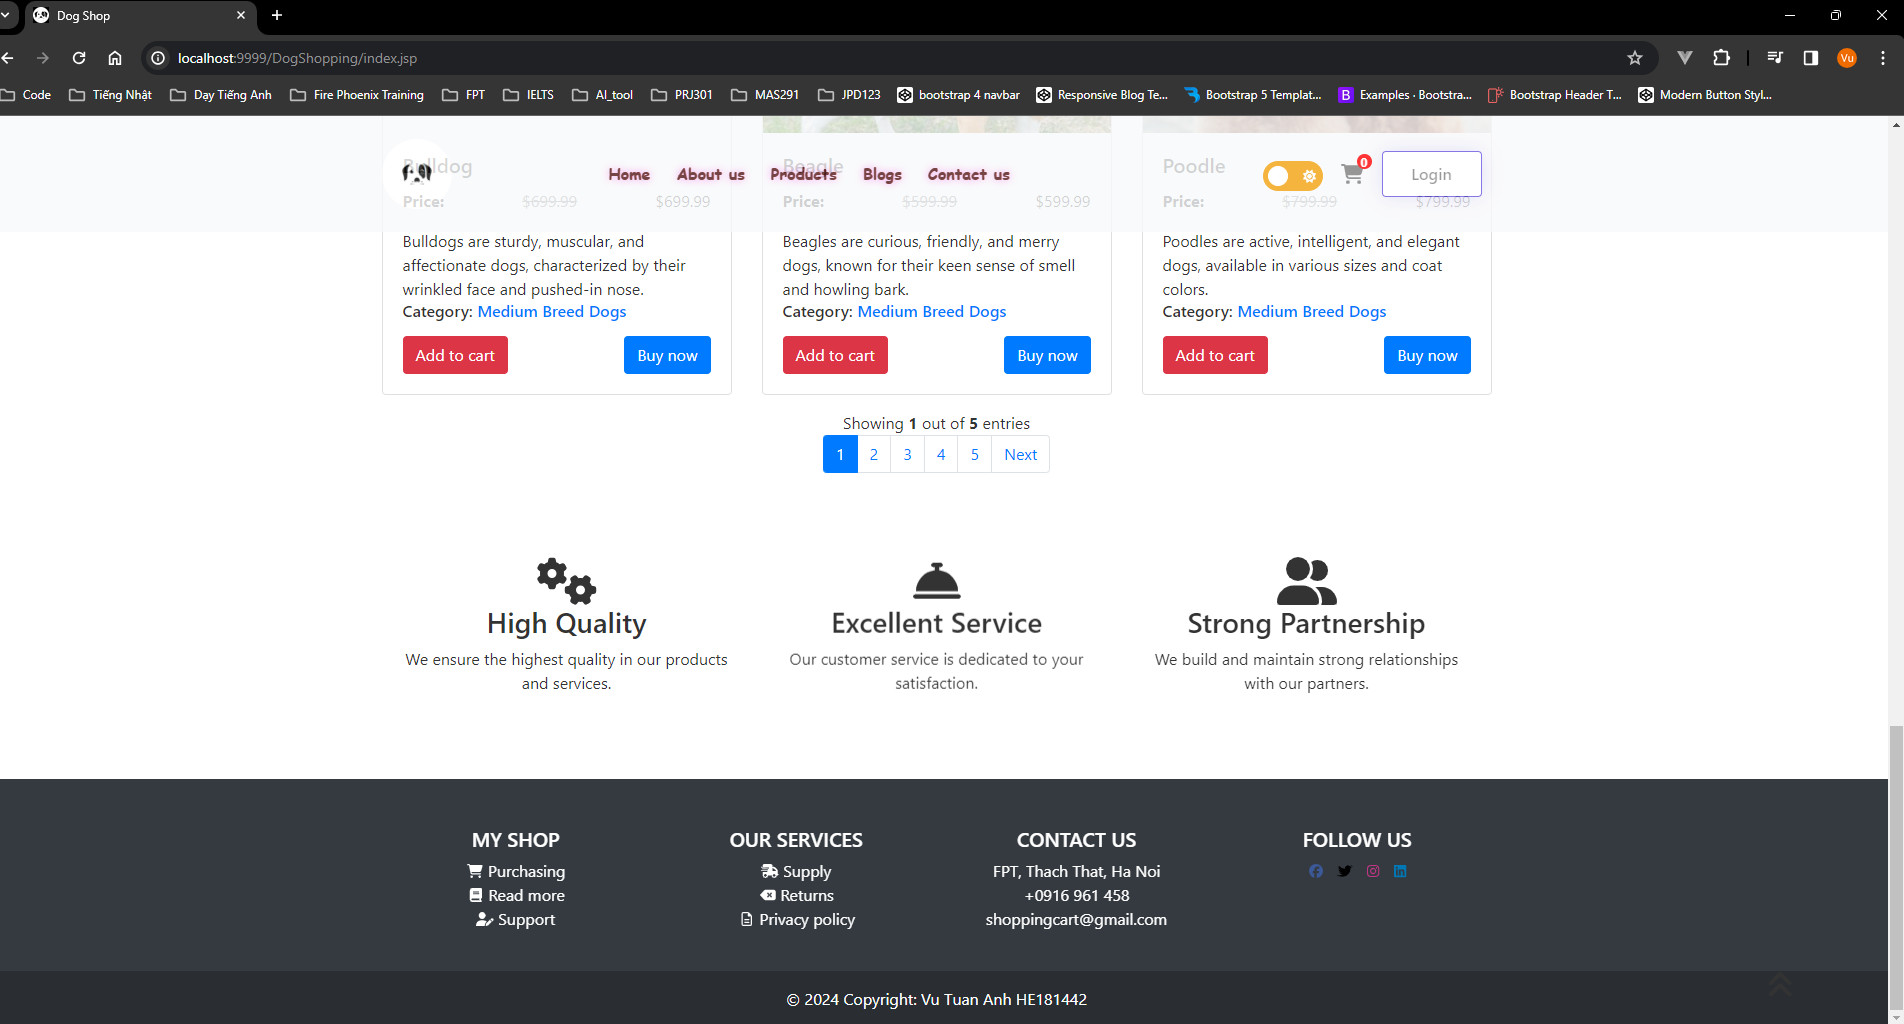 Dog Shop
localhost:9999/DogShopping/index.jsp
Vu
Code Tiếng Nhật Dạy Tiếng Anh Fire Phoenix Training FPT IELTS AI_tool PRJ301 MAS291 JPD123 bootstrap 4 navbar Responsive Blog Te... Bootstrap 5 Templat... Examples · Bootstra... Bootstrap Header T... Modern Button Styl...
Home About us Products Blogs Contact us 0 Login
Bulldog
Price: $699.99 $699.99
Bulldogs are sturdy, muscular, and
affectionate dogs, characterized by their
wrinkled face and pushed-in nose.
Category: Medium Breed Dogs
Add to cart Buy now
Beagle
Price: $599.99 $599.99
Beagles are curious, friendly, and merry
dogs, known for their keen sense of smell
and howling bark.
Category: Medium Breed Dogs
Add to cart Buy now
Poodle
Price: $799.99 $799.99
Poodles are active, intelligent, and elegant
dogs, available in various sizes and coat
colors.
Category: Medium Breed Dogs
Add to cart Buy now
Showing 1 out of 5 entries
1 2 3 4 5 Next
High Quality
We ensure the highest quality in our products
and services.
Excellent Service
Our customer service is dedicated to your
satisfaction.
Strong Partnership
We build and maintain strong relationships
with our partners.
MY SHOP
Purchasing
Read more
Support
OUR SERVICES
Supply
Returns
Privacy policy
CONTACT US
FPT, Thach That, Ha Noi
+0916 961 458
shoppingcart@gmail.com
FOLLOW US
© 2024 Copyright: Vu Tuan Anh HE181442